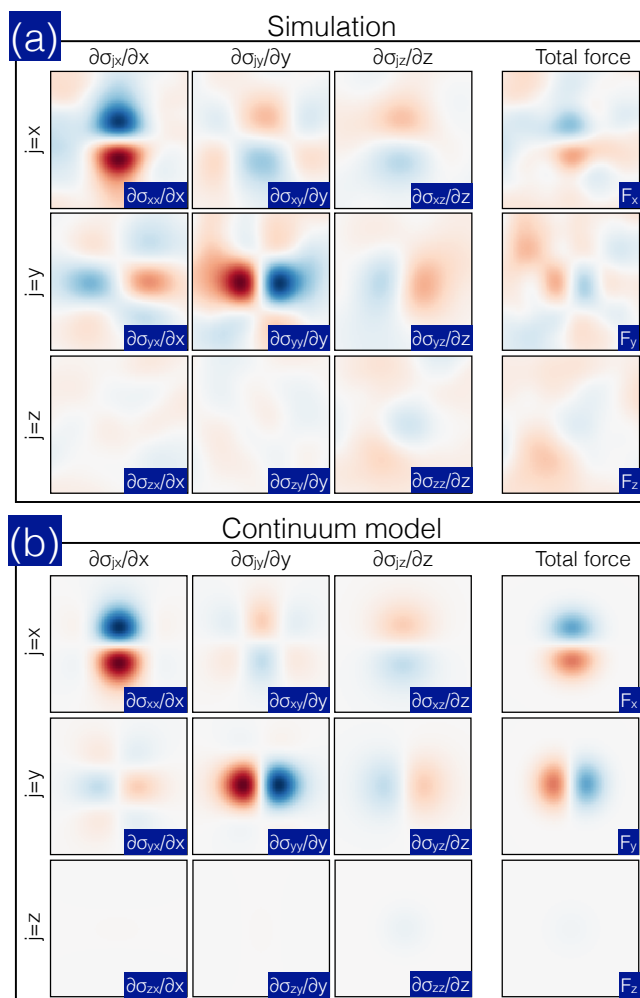 (a)
Simulation
∂σjx/∂x ∂σjy/∂y ∂σjz/∂z Total force
j=x
∂σxx/∂x ∂σxy/∂y ∂σxz/∂z Fx
j=y
∂σyx/∂x ∂σyy/∂y ∂σyz/∂z Fy
j=z
∂σzx/∂x ∂σzy/∂y ∂σzz/∂z Fz
(b)
Continuum model
∂σjx/∂x ∂σjy/∂y ∂σjz/∂z Total force
j=x
∂σxx/∂x ∂σxy/∂y ∂σxz/∂z Fx
j=y
∂σyx/∂x ∂σyy/∂y ∂σyz/∂z Fy
j=z
∂σzx/∂x ∂σzy/∂y ∂σzz/∂z Fz